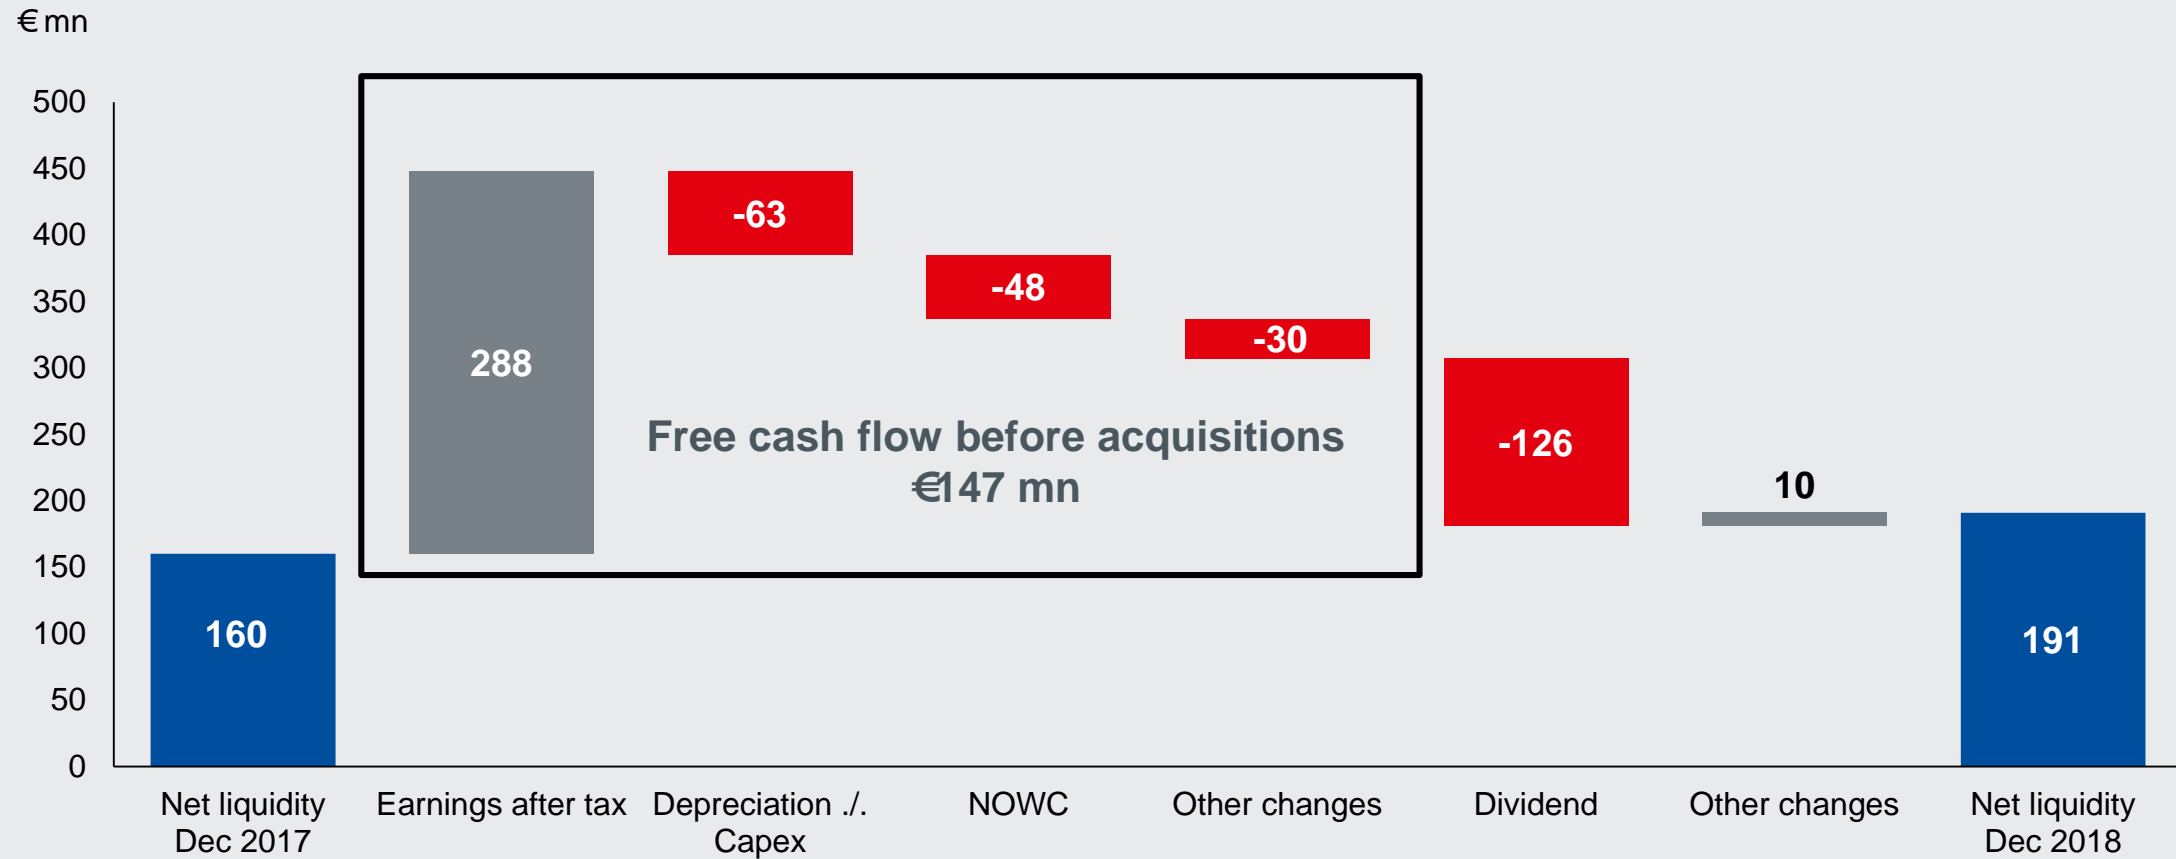 € mn
500
450
400
350
300
250
200
150
100
50
0
288
-63
-48
-30
Free cash flow before acquisitions
€147 mn
-126
10
160
191
Net liquidity
Dec 2017
Earnings after tax
Depreciation ./.
Capex
NOWC
Other changes
Dividend
Other changes
Net liquidity
Dec 2018